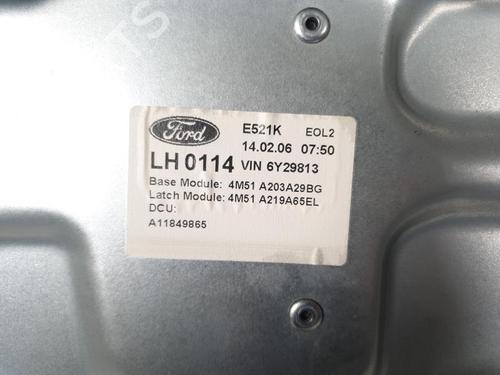 Ford
E521K EOL2
14.02.06 07:50
LH 0114 VIN 6Y29813
Base Module: 4M51 A203A29BG
Latch Module: 4M51 A219A65EL
DCU:
A11849865